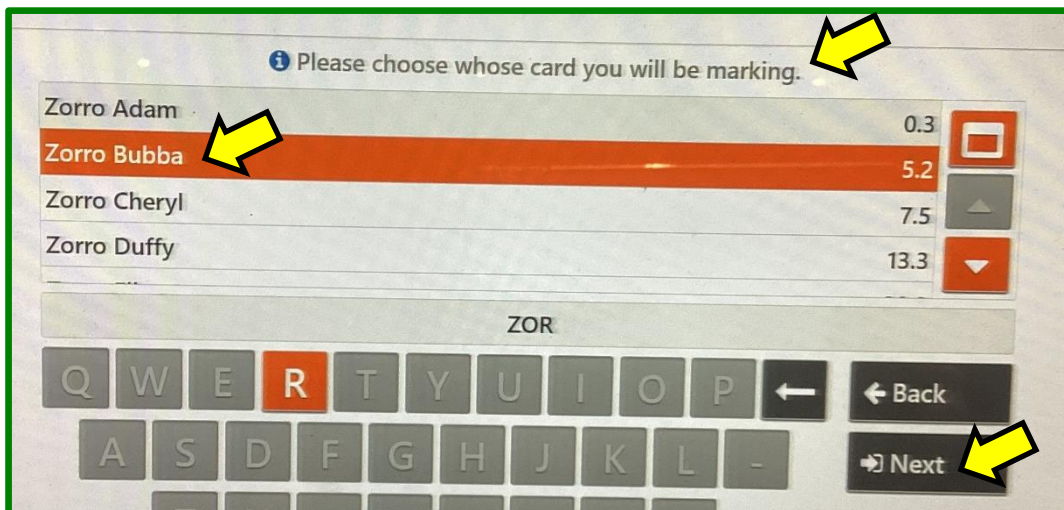 Please choose whose card you will be marking.
Zorro Adam 0.3
Zorro Bubba 5.2
Zorro Cheryl 7.5
Zorro Duffy 13.3
ZOR
Q W E R T Y U I O P
Back
A S D F G H J K L -
Next